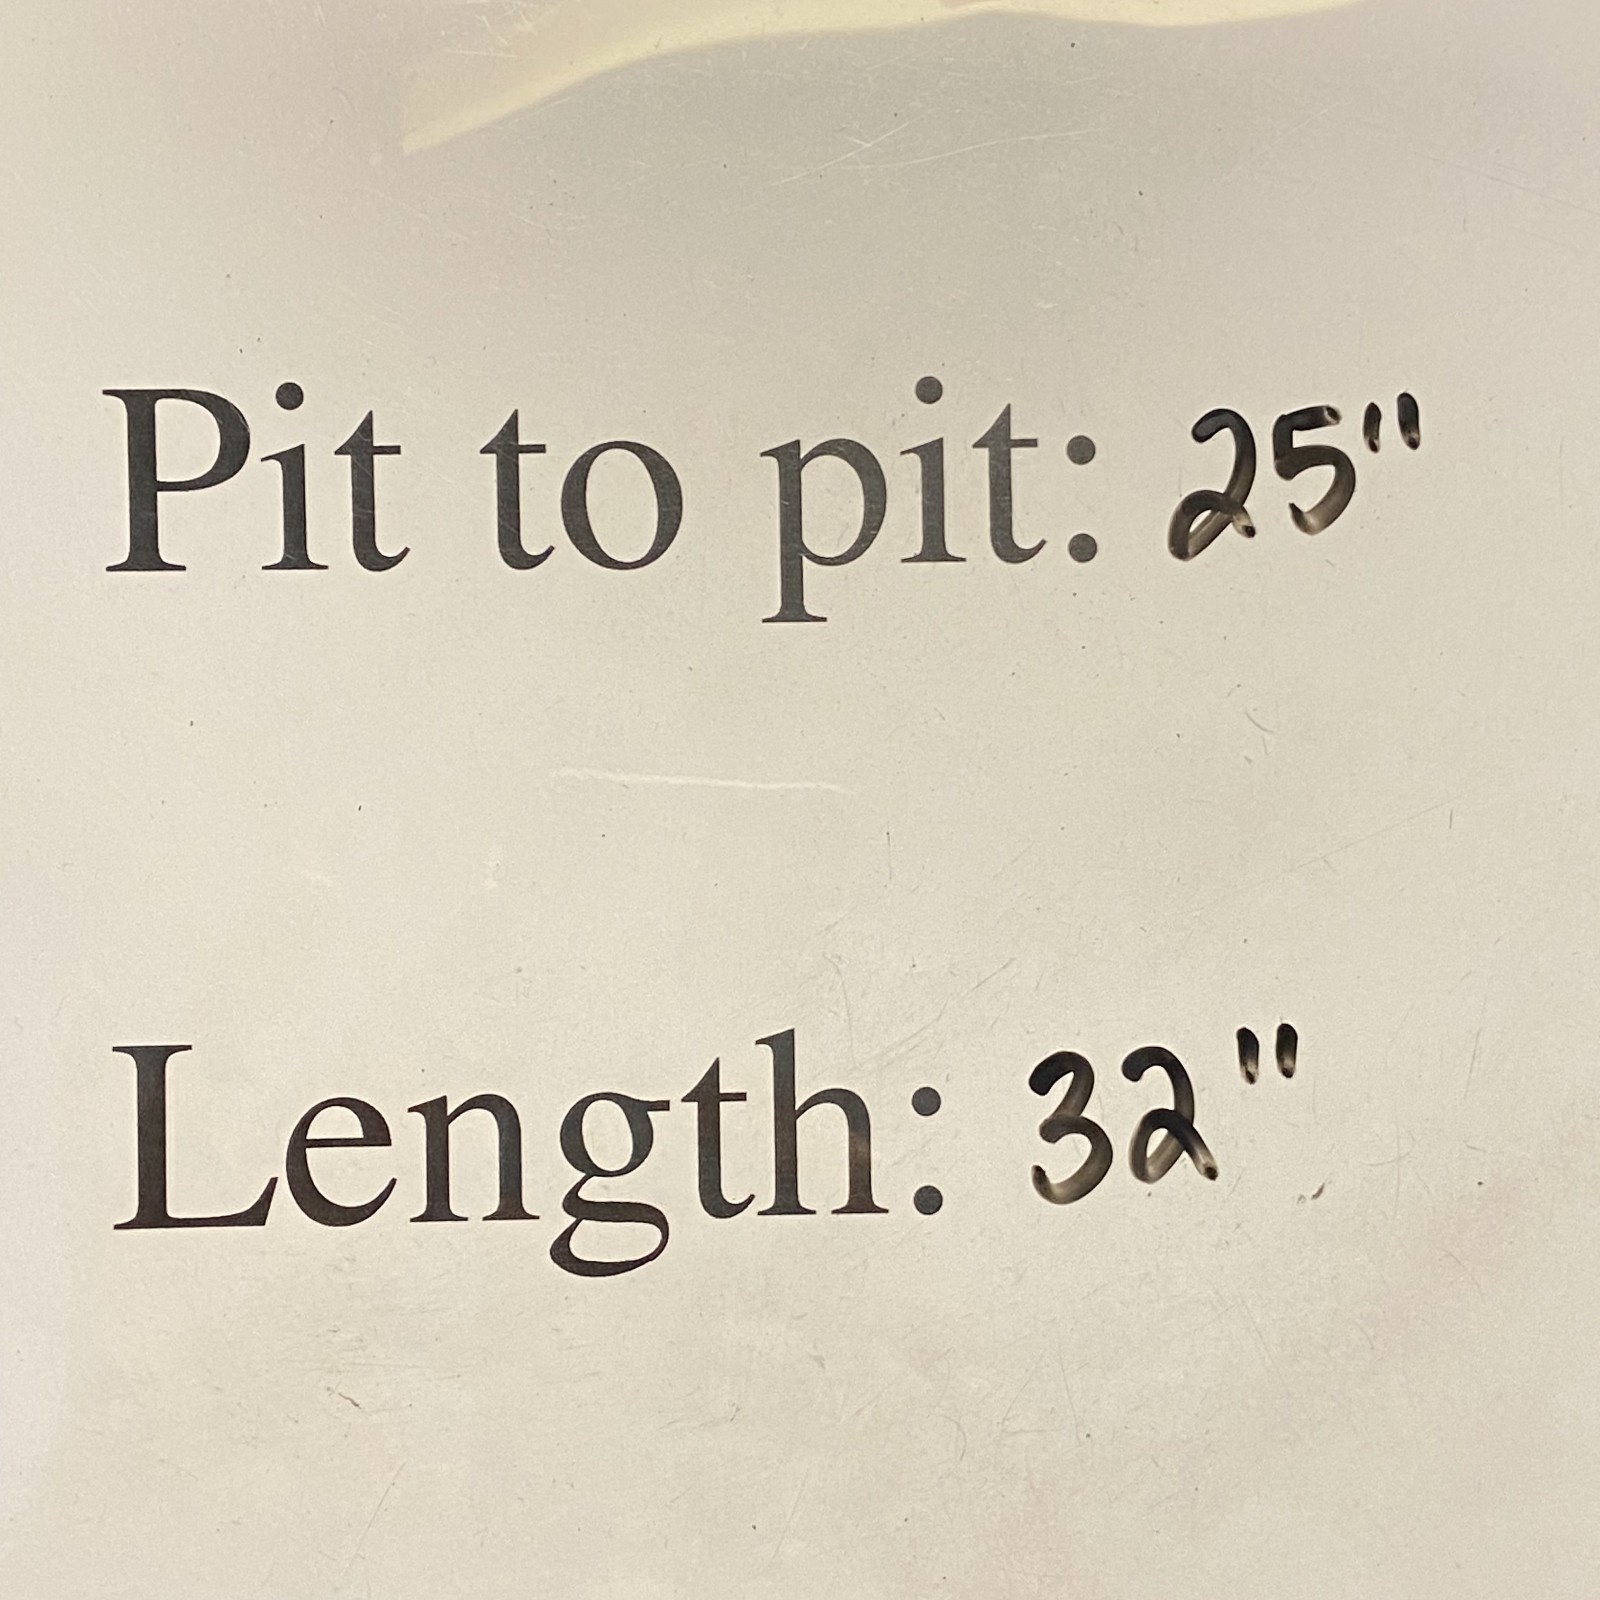 Pit to pit: 25"
Length: 32"